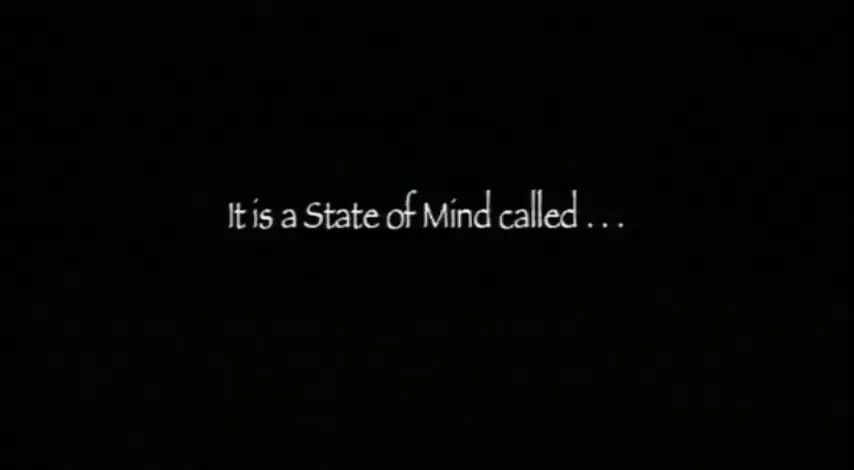 It is a State of Mind called . . .